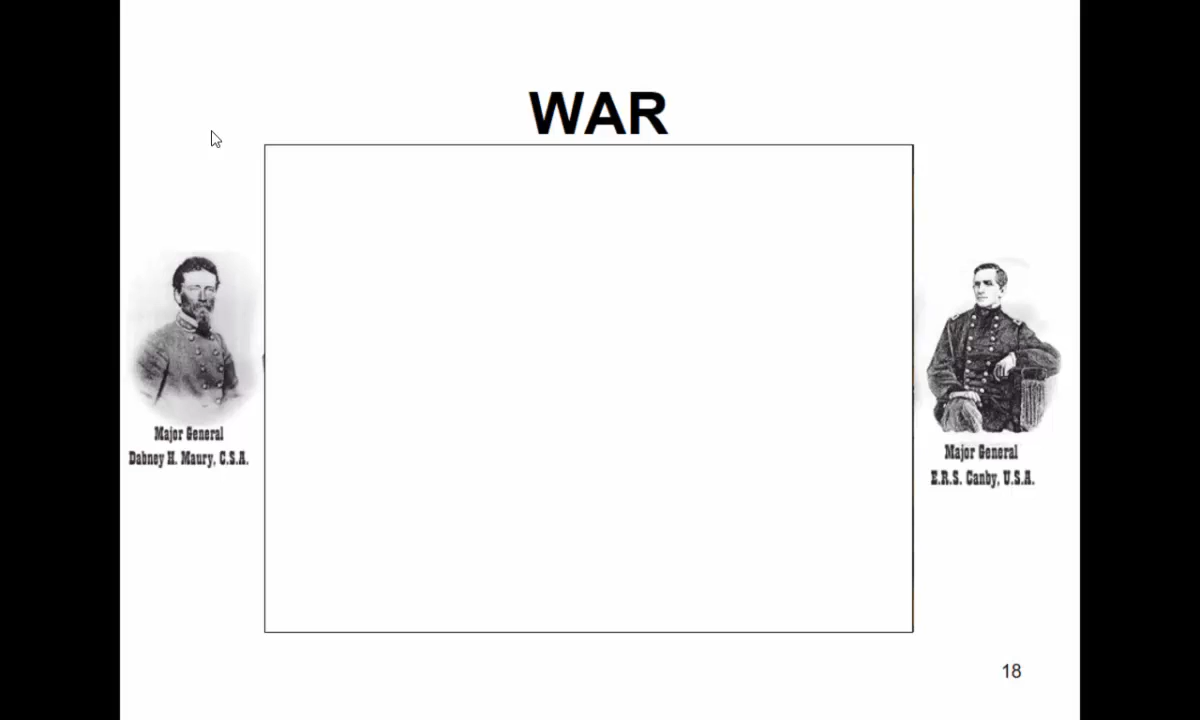 WAR
Major General
Dabney H. Maury, C.S.A.
Major General
E.R.S. Canby, U.S.A.
18